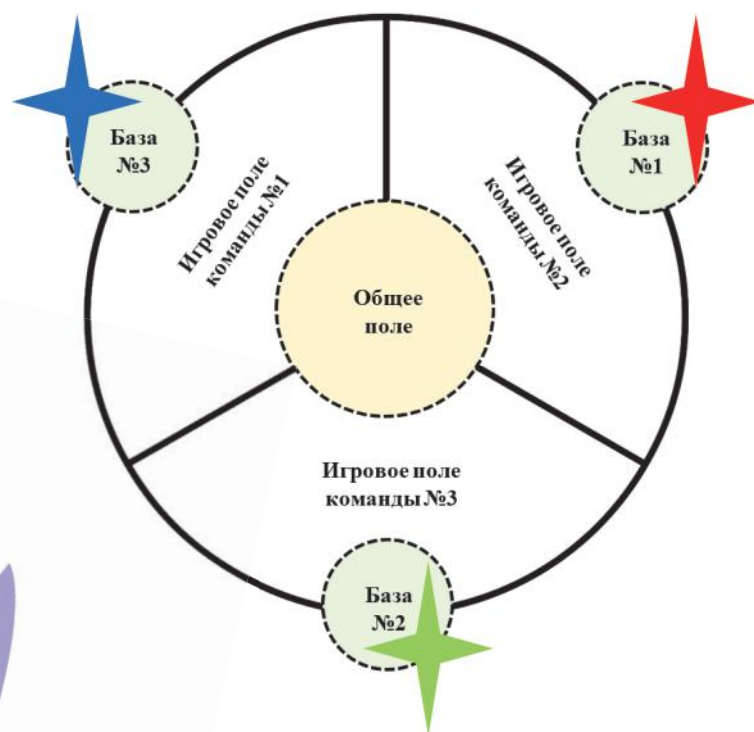 База
№3
База
№1
Игровое поле
команды №1
Игровое поле
команды №2
Общее
поле
Игровое поле
команды №3
База
№2